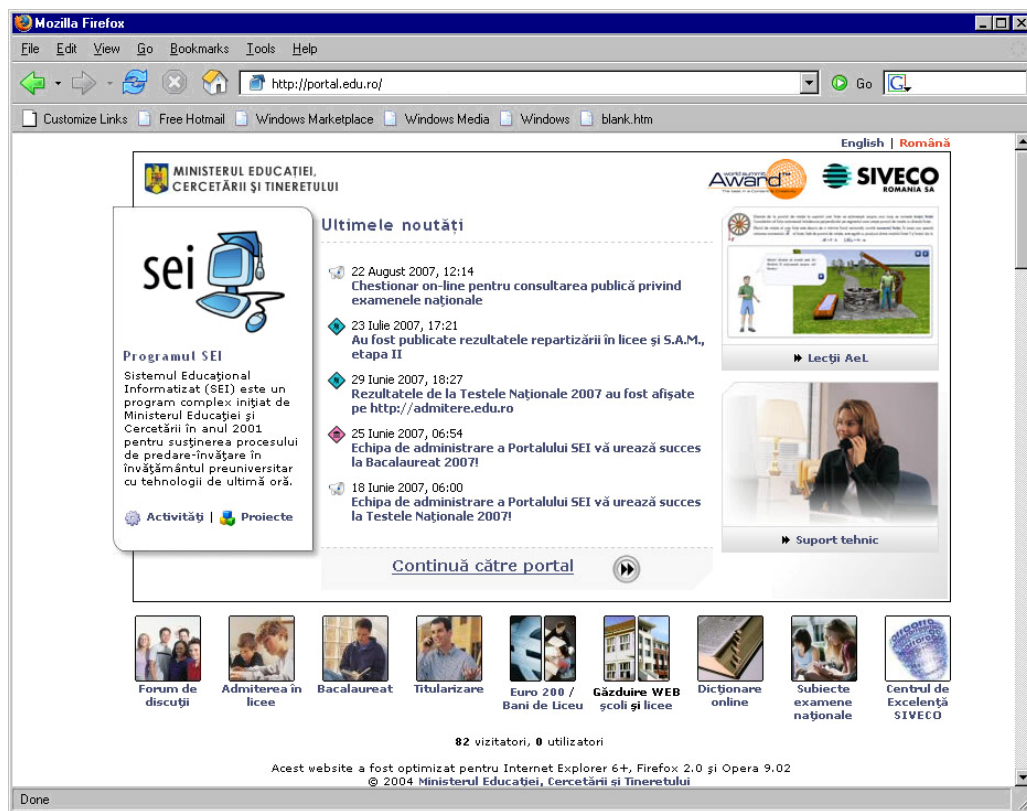 Mozilla Firefox
File Edit View Go Bookmarks Tools Help
http://portal.edu.ro/ Go
Customize Links Free Hotmail Windows Marketplace Windows Media Windows blank.htm
English | Română
MINISTERUL EDUCAȚIEI,
CERCETĂRII ȘI TINERETULUI
world summit
Award™
SIVECO
ROMANIA SA
sei
Programul SEI
Sistemul Educațional
Informatizat (SEI) este un
program complex inițiat de
Ministerul Educației și
Cercetării în anul 2001
pentru susținerea procesului
de predare-învățare în
învățământul preuniversitar
cu tehnologii de ultimă oră.
Activități | Proiecte
Ultimele noutăți
22 August 2007, 12:14
Chestionar on-line pentru consultarea publică privind
examenele naționale
23 Iulie 2007, 17:21
Au fost publicate rezultatele repartizării în licee și S.A.M.,
etapa II
29 Iunie 2007, 18:27
Rezultatele de la Testele Naționale 2007 au fost afișate
pe http://admitere.edu.ro
25 Iunie 2007, 06:54
Echipa de administrare a Portalului SEI vă urează succes
la Bacalaureat 2007!
18 Iunie 2007, 06:00
Echipa de administrare a Portalului SEI vă urează succes
la Testele Naționale 2007!
Continuă către portal
Lecții AeL
Suport tehnic
Forum de
discuții
Admiterea în
licee
Bacalaureat
Titularizare
Euro 200 /
Bani de Liceu
Găzduire WEB
școli și licee
Dicționare
online
Subiecte
examene
naționale
Centrul de
Excelență
SIVECO
82 vizitatori, 0 utilizatori
Acest website a fost optimizat pentru Internet Explorer 6+, Firefox 2.0 și Opera 9.02
© 2004 Ministerul Educației, Cercetării și Tineretului
Done